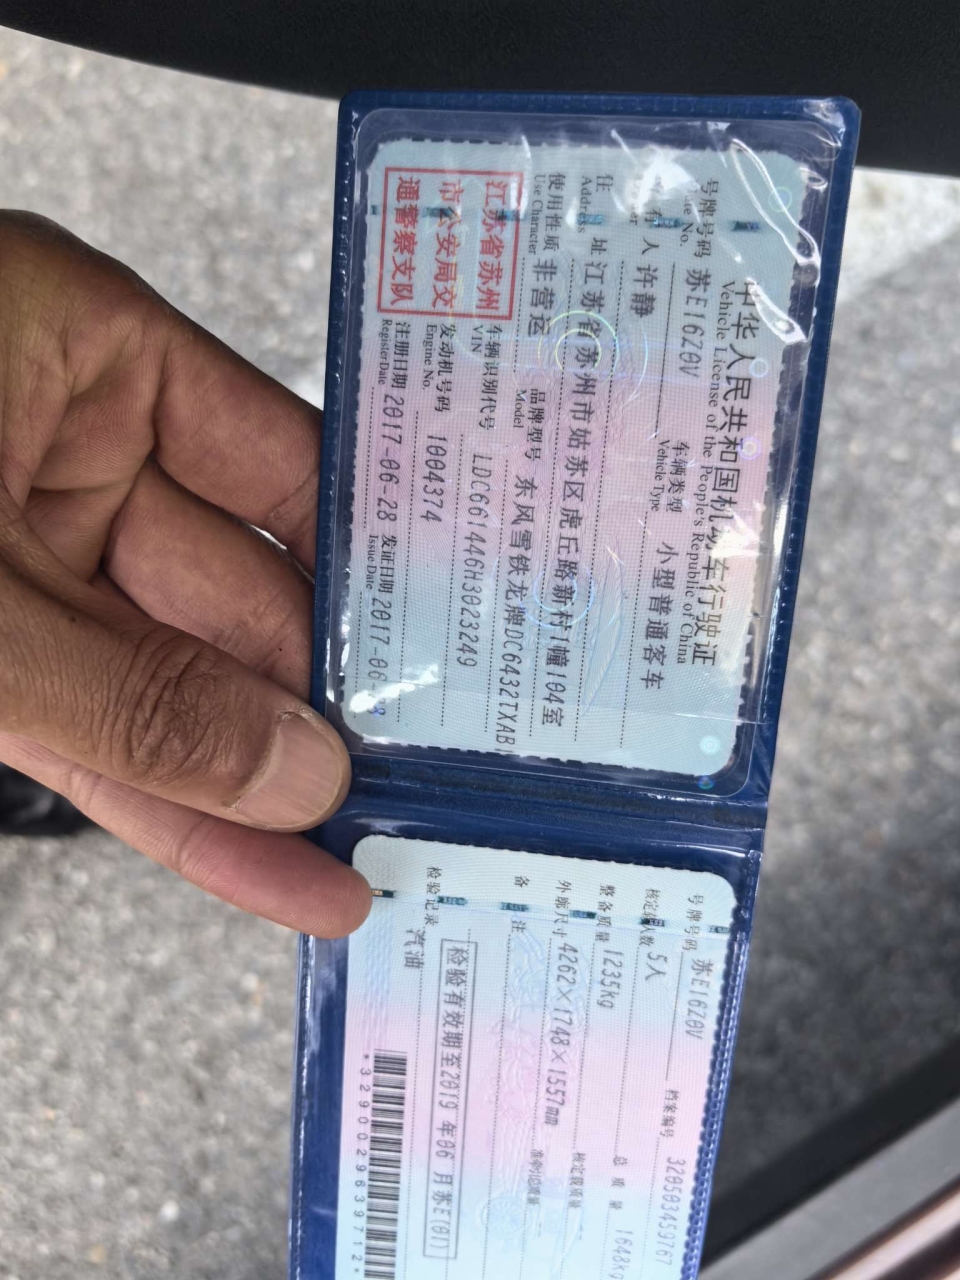 中华人民共和国机动车行驶证
Vehicle License of the People's Republic of China
号牌号码 苏E1620V 车辆类型 小型普通客车
No. Vehicle Type
人 许静
住 址 江苏省苏州市姑苏区虎丘路新村1幢104室
Address
使用性质 非营运 品牌型号 东风雪铁龙牌DC6432TXAB
Use Character Model
江苏省苏州
市公安局交
通警察支队
车辆识别代号 LDC661446H3023249
VIN
发动机号码 1004374
Engine No.
注册日期 2017-06-28 发证日期 2017-06-28
Register Date Issue Date
号牌号码 苏E1620V 档案编号 320503459767
核定载人数 5人 总 质 量 1648kg
整备质量 1235kg 核定载质量
外廓尺寸 4262×1748×1557mm 准牵引总质量
备 注
检验有效期至2019 年06 月苏E(01)
检验记录
汽油
*3290029639712*